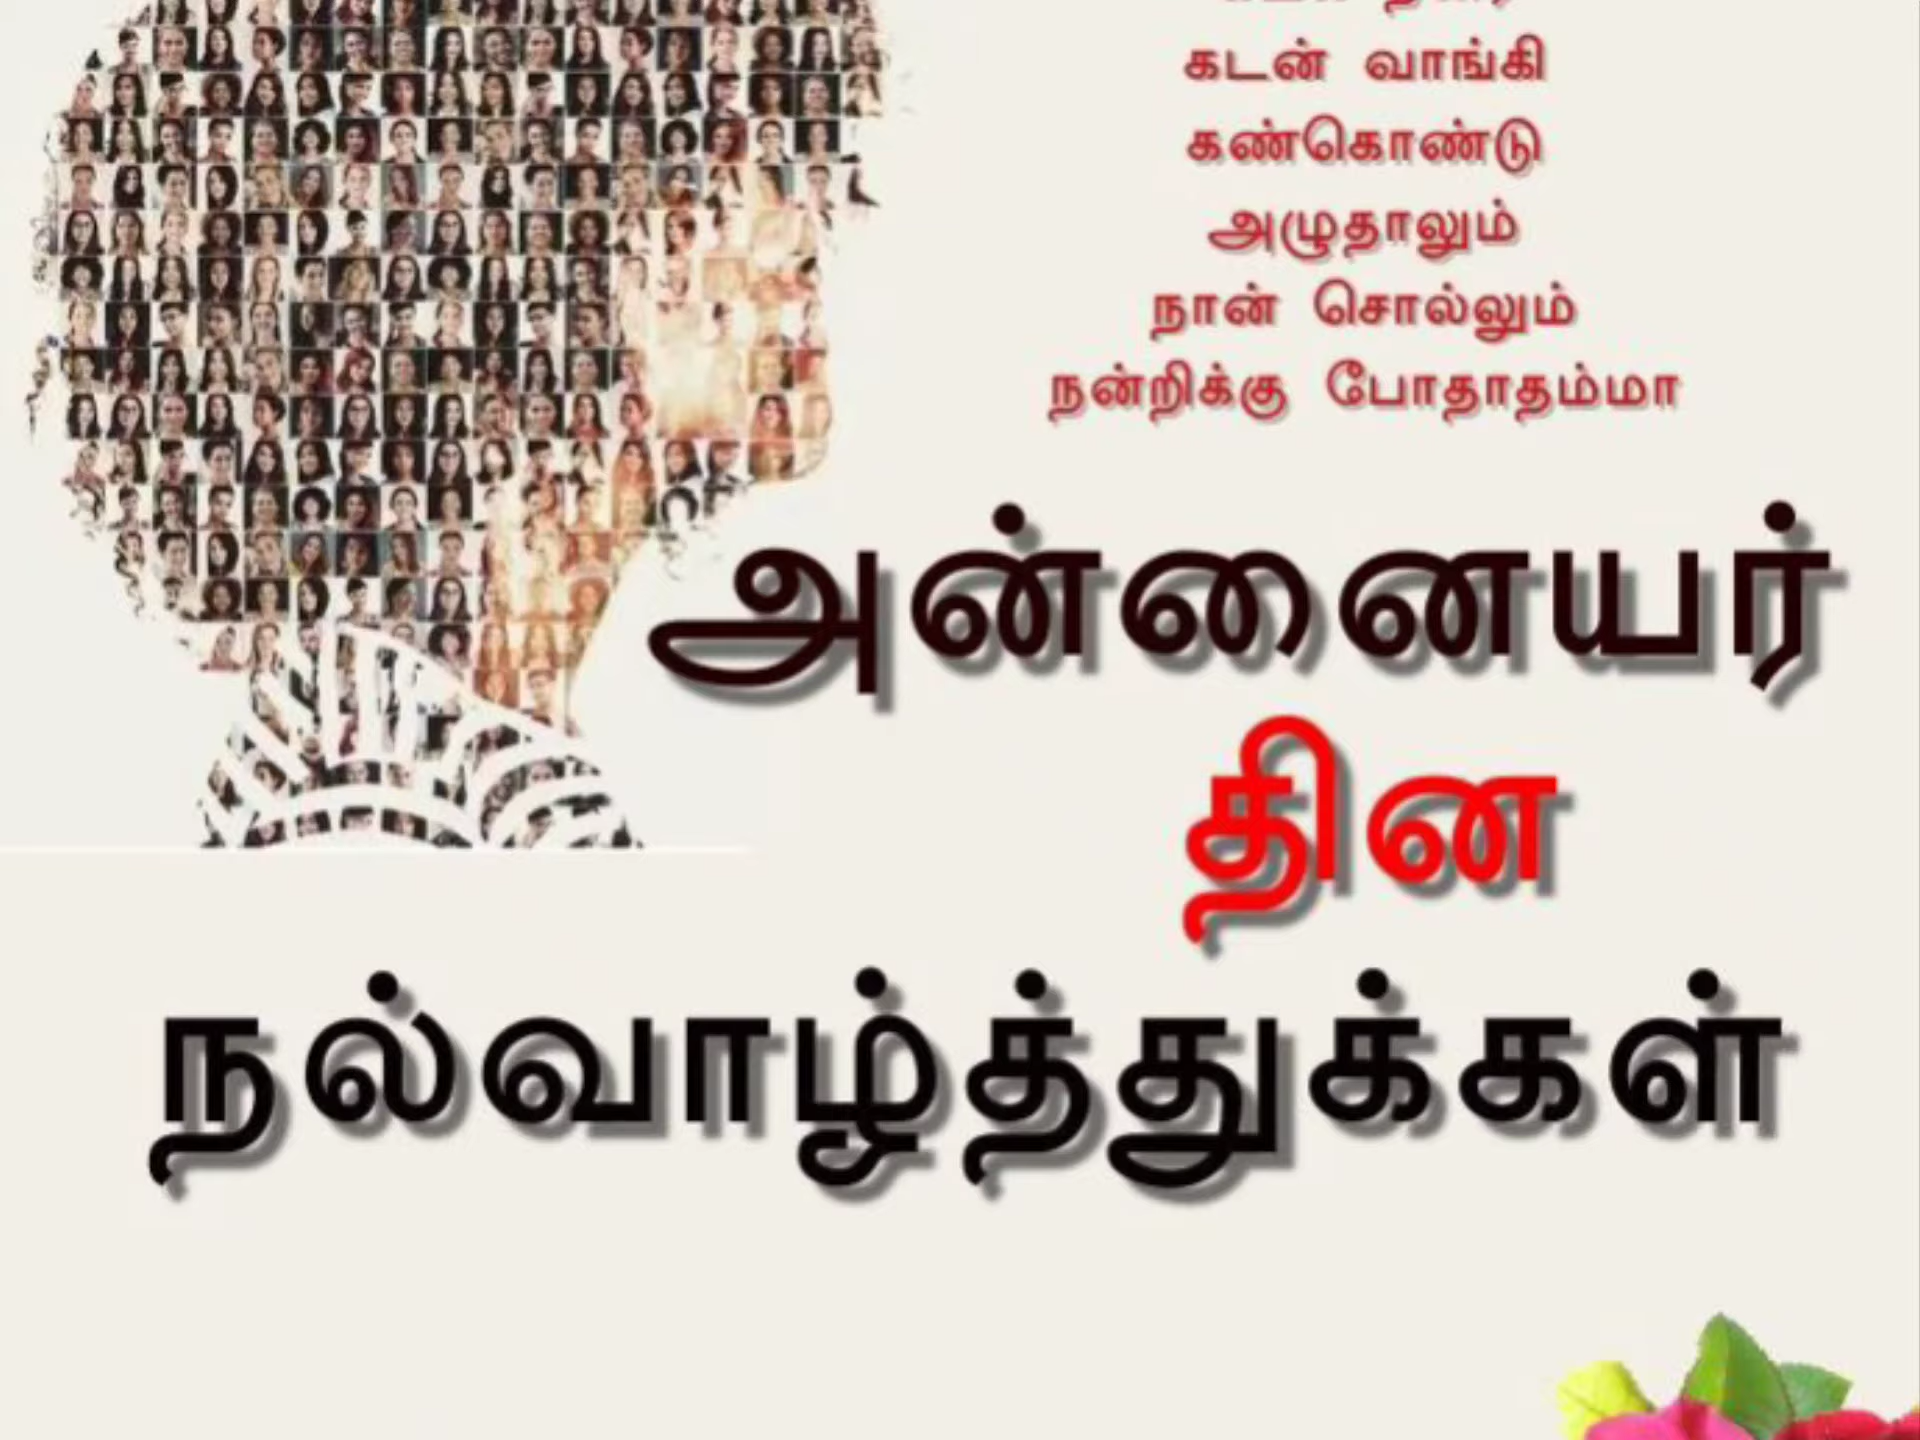 கடன் வாங்கி
கண்கொண்டு
அழுதாலும்
நான் சொல்லும்
நன்றிக்கு போதாதம்மா
அன்னையர்
தின
நல்வாழ்த்துக்கள்